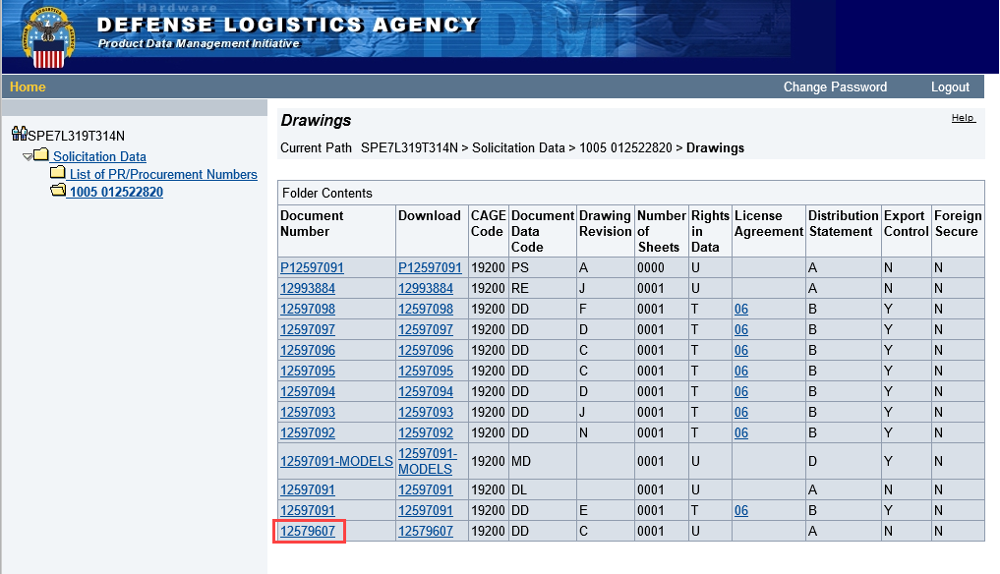 Hardware Textiles
DEFENSE LOGISTICS AGENCY
Product Data Management Initiative
PDM
Home Change Password Logout
SPE7L319T314N
Solicitation Data
List of PR/Procurement Numbers
1005 012522820
Drawings
Help
Current Path SPE7L319T314N > Solicitation Data > 1005 012522820 > Drawings
Folder Contents
Document Number Download CAGE Code Document Data Code Drawing Revision Number of Sheets Rights in Data License Agreement Distribution Statement Export Control Foreign Secure
P12597091 P12597091 19200 PS A 0000 U A N N
12993884 12993884 19200 RE J 0001 U A N N
12597098 12597098 19200 DD F 0001 T 06 B Y N
12597097 12597097 19200 DD D 0001 T 06 B Y N
12597096 12597096 19200 DD C 0001 T 06 B Y N
12597095 12597095 19200 DD C 0001 T 06 B Y N
12597094 12597094 19200 DD D 0001 T 06 B Y N
12597093 12597093 19200 DD J 0001 T 06 B Y N
12597092 12597092 19200 DD N 0001 T 06 B Y N
12597091-MODELS 12597091-MODELS 19200 MD 0001 U D Y N
12597091 12597091 19200 DL 0001 U A N N
12597091 12597091 19200 DD E 0001 T 06 B Y N
12579607 12579607 19200 DD C 0001 U A N N